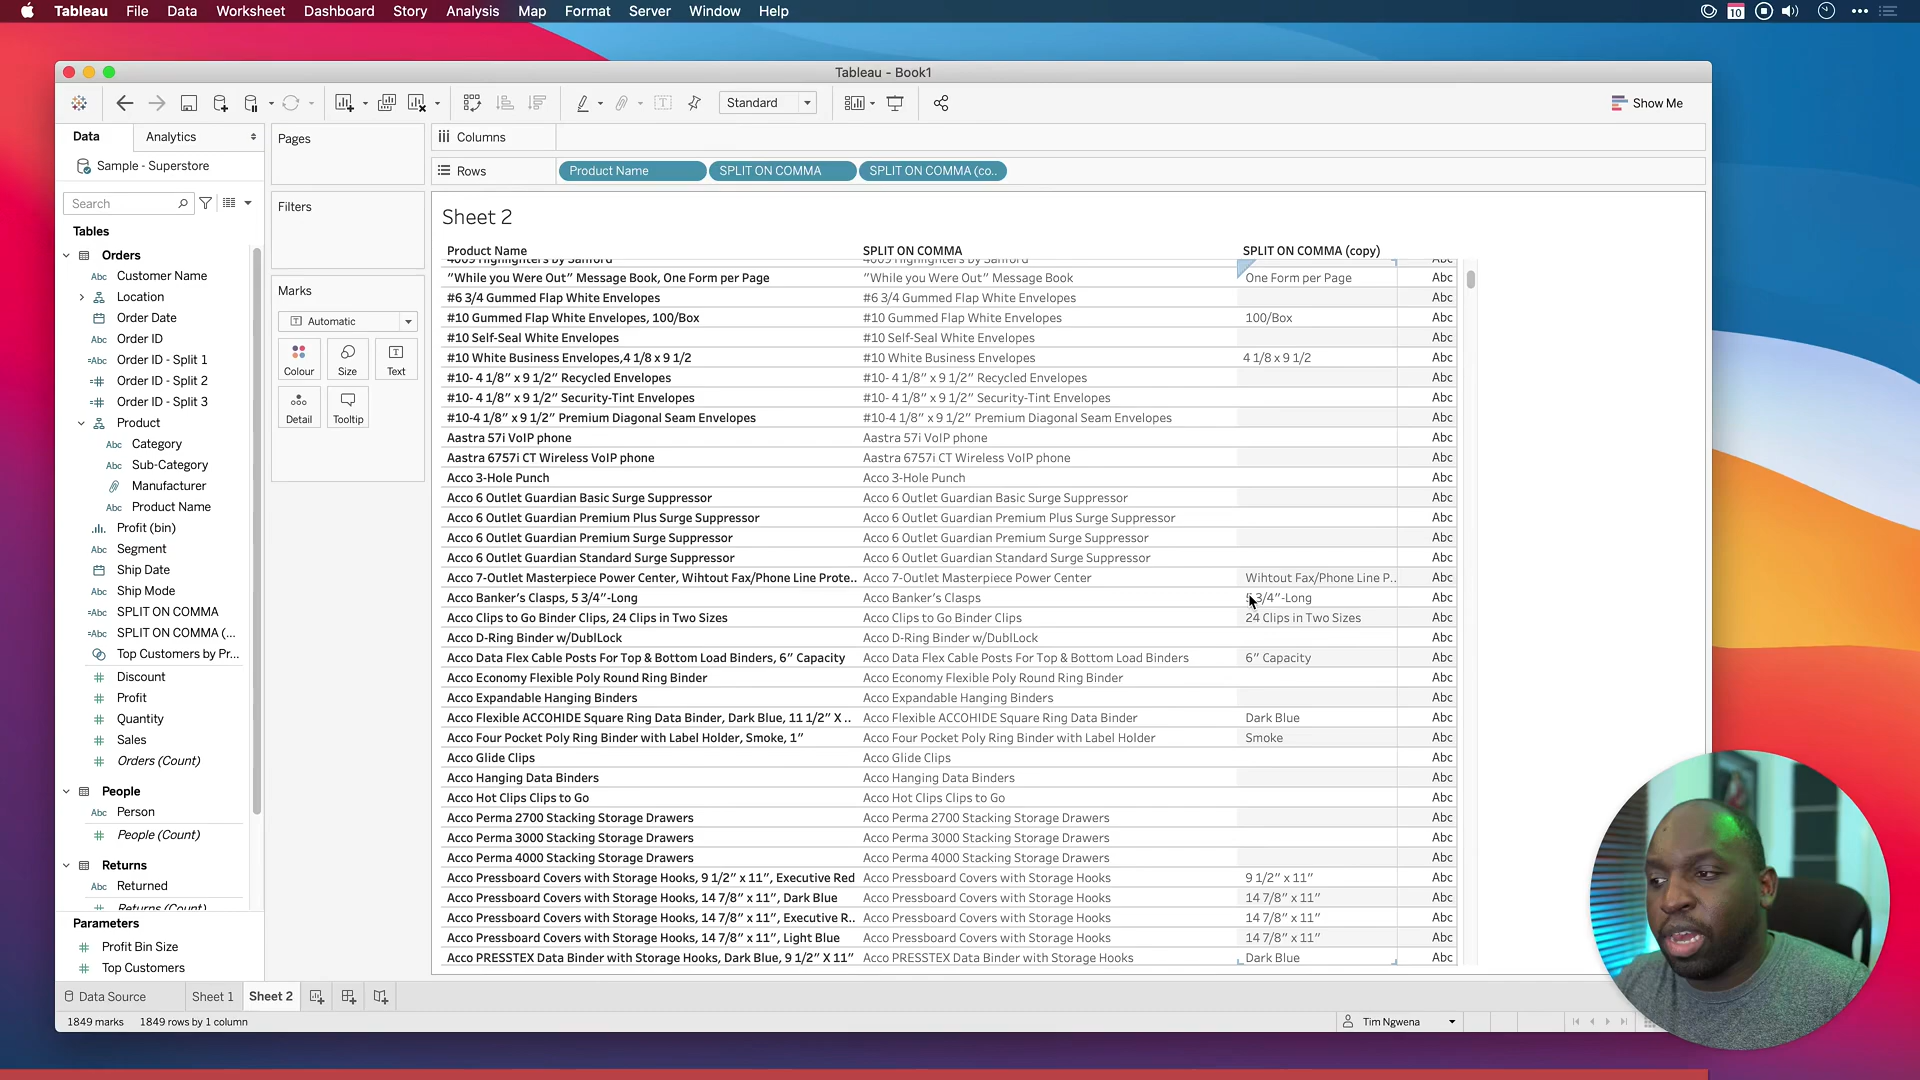 Tableau File Data Worksheet Dashboard Story Analysis Map Format Server Window Help
10
Tableau - Book1
Standard
Show Me
Data Analytics
Sample - Superstore
Search
Tables
Orders
Customer Name
Location
Order Date
Order ID
Order ID - Split 1
Order ID - Split 2
Order ID - Split 3
Product
Category
Sub-Category
Manufacturer
Product Name
Profit (bin)
Segment
Ship Date
Ship Mode
SPLIT ON COMMA
SPLIT ON COMMA (...
Top Customers by Pr...
Discount
Profit
Quantity
Sales
Orders (Count)
People
Person
People (Count)
Returns
Returned
Returns (Count)
Parameters
Profit Bin Size
Top Customers
Pages
Filters
Marks
Automatic
Colour Size Text
Detail Tooltip
Columns
Rows Product Name SPLIT ON COMMA SPLIT ON COMMA (co..
Sheet 2
Product Name SPLIT ON COMMA SPLIT ON COMMA (copy)
4009 Highlighters by Sanford 4009 Highlighters by Sanford Abc
"While you Were Out" Message Book, One Form per Page "While you Were Out" Message Book One Form per Page Abc
#6 3/4 Gummed Flap White Envelopes #6 3/4 Gummed Flap White Envelopes Abc
#10 Gummed Flap White Envelopes, 100/Box #10 Gummed Flap White Envelopes 100/Box Abc
#10 Self-Seal White Envelopes #10 Self-Seal White Envelopes Abc
#10 White Business Envelopes,4 1/8 x 9 1/2 #10 White Business Envelopes 4 1/8 x 9 1/2 Abc
#10- 4 1/8" x 9 1/2" Recycled Envelopes #10- 4 1/8" x 9 1/2" Recycled Envelopes Abc
#10- 4 1/8" x 9 1/2" Security-Tint Envelopes #10- 4 1/8" x 9 1/2" Security-Tint Envelopes Abc
#10-4 1/8" x 9 1/2" Premium Diagonal Seam Envelopes #10-4 1/8" x 9 1/2" Premium Diagonal Seam Envelopes Abc
Aastra 57i VoIP phone Aastra 57i VoIP phone Abc
Aastra 6757i CT Wireless VoIP phone Aastra 6757i CT Wireless VoIP phone Abc
Acco 3-Hole Punch Acco 3-Hole Punch Abc
Acco 6 Outlet Guardian Basic Surge Suppressor Acco 6 Outlet Guardian Basic Surge Suppressor Abc
Acco 6 Outlet Guardian Premium Plus Surge Suppressor Acco 6 Outlet Guardian Premium Plus Surge Suppressor Abc
Acco 6 Outlet Guardian Premium Surge Suppressor Acco 6 Outlet Guardian Premium Surge Suppressor Abc
Acco 6 Outlet Guardian Standard Surge Suppressor Acco 6 Outlet Guardian Standard Surge Suppressor Abc
Acco 7-Outlet Masterpiece Power Center, Wihtout Fax/Phone Line Prote.. Acco 7-Outlet Masterpiece Power Center Wihtout Fax/Phone Line P.. Abc
Acco Banker's Clasps, 5 3/4"-Long Acco Banker's Clasps 5 3/4"-Long Abc
Acco Clips to Go Binder Clips, 24 Clips in Two Sizes Acco Clips to Go Binder Clips 24 Clips in Two Sizes Abc
Acco D-Ring Binder w/DublLock Acco D-Ring Binder w/DublLock Abc
Acco Data Flex Cable Posts For Top & Bottom Load Binders, 6" Capacity Acco Data Flex Cable Posts For Top & Bottom Load Binders 6" Capacity Abc
Acco Economy Flexible Poly Round Ring Binder Acco Economy Flexible Poly Round Ring Binder Abc
Acco Expandable Hanging Binders Acco Expandable Hanging Binders Abc
Acco Flexible ACCOHIDE Square Ring Data Binder, Dark Blue, 11 1/2" X .. Acco Flexible ACCOHIDE Square Ring Data Binder Dark Blue Abc
Acco Four Pocket Poly Ring Binder with Label Holder, Smoke, 1" Acco Four Pocket Poly Ring Binder with Label Holder Smoke Abc
Acco Glide Clips Acco Glide Clips Abc
Acco Hanging Data Binders Acco Hanging Data Binders Abc
Acco Hot Clips Clips to Go Acco Hot Clips Clips to Go Abc
Acco Perma 2700 Stacking Storage Drawers Acco Perma 2700 Stacking Storage Drawers Abc
Acco Perma 3000 Stacking Storage Drawers Acco Perma 3000 Stacking Storage Drawers Abc
Acco Perma 4000 Stacking Storage Drawers Acco Perma 4000 Stacking Storage Drawers Abc
Acco Pressboard Covers with Storage Hooks, 9 1/2" x 11", Executive Red Acco Pressboard Covers with Storage Hooks 9 1/2" x 11" Abc
Acco Pressboard Covers with Storage Hooks, 14 7/8" x 11", Dark Blue Acco Pressboard Covers with Storage Hooks 14 7/8" x 11" Abc
Acco Pressboard Covers with Storage Hooks, 14 7/8" x 11", Executive R.. Acco Pressboard Covers with Storage Hooks 14 7/8" x 11" Abc
Acco Pressboard Covers with Storage Hooks, 14 7/8" x 11", Light Blue Acco Pressboard Covers with Storage Hooks 14 7/8" x 11" Abc
Acco PRESSTEX Data Binder with Storage Hooks, Dark Blue, 9 1/2" X 11" Acco PRESSTEX Data Binder with Storage Hooks Dark Blue Abc
Data Source Sheet 1 Sheet 2
1849 marks 1849 rows by 1 column Tim Ngwena